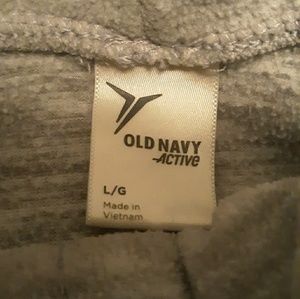 OLD NAVY
ACTIVE
L/G
Made in
Vietnam